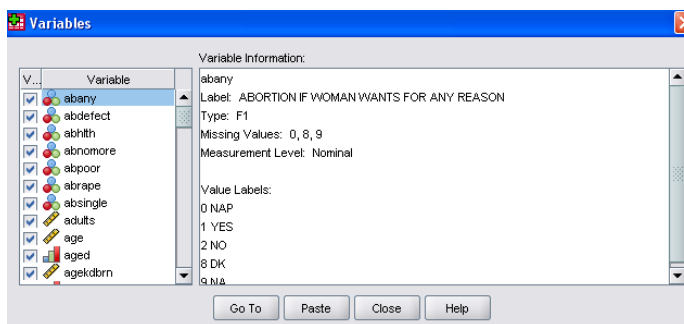 Variables
Variable Information:
V... Variable
abany
abdefect
abhlth
abnomore
abpoor
abrape
absingle
adults
age
aged
agekdbrn
abany
Label: ABORTION IF WOMAN WANTS FOR ANY REASON
Type: F1
Missing Values: 0, 8, 9
Measurement Level: Nominal
Value Labels:
0 NAP
1 YES
2 NO
8 DK
9 NA
Go To Paste Close Help